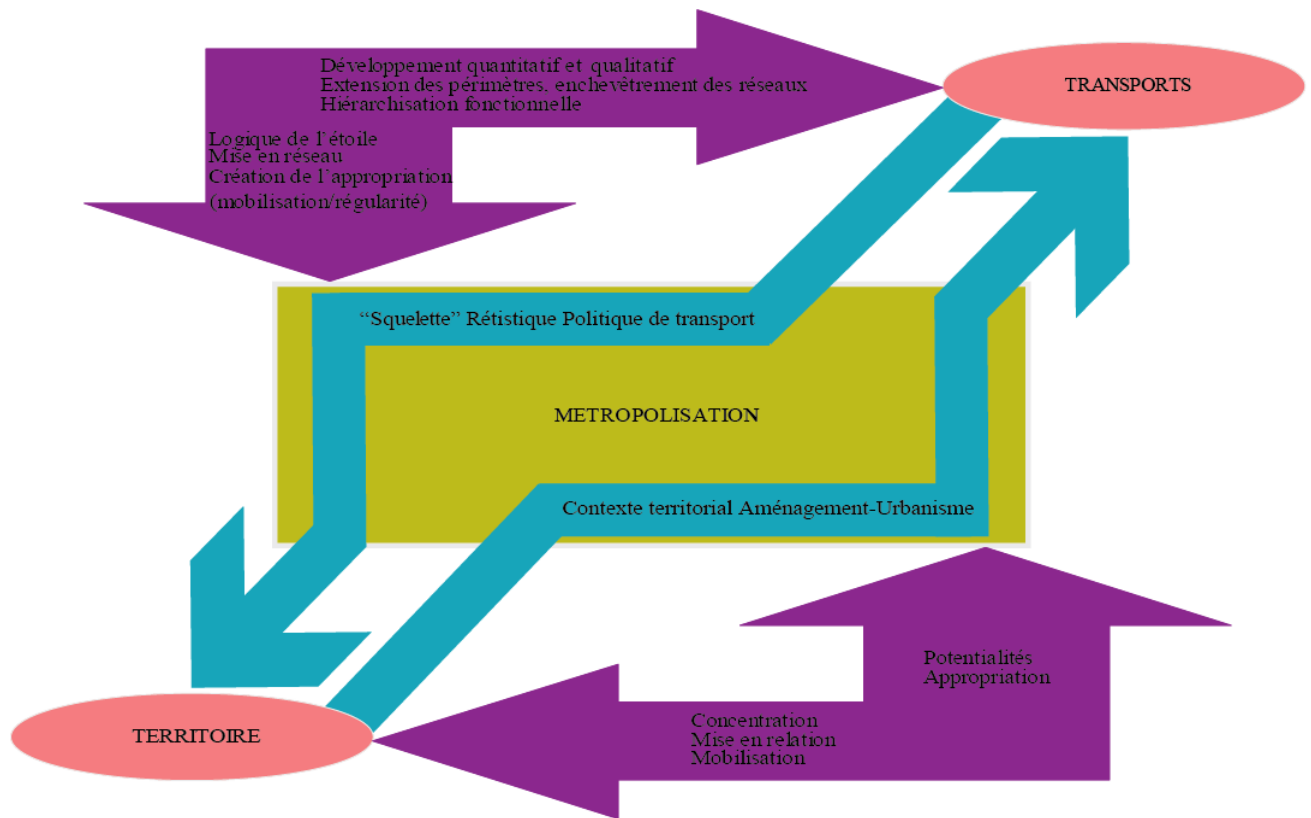 Développement quantitatif et qualitatif
Extension des périmètres, enchevêtrement des réseaux
Hiérarchisation fonctionnelle
TRANSPORTS
Logique de l’étoile
Mise en réseau
Création de l’appropriation
(mobilisation/régularité)
“Squelette” Rétistique Politique de transport
METROPOLISATION
Contexte territorial Aménagement-Urbanisme
Potentialités
Appropriation
Concentration
Mise en relation
Mobilisation
TERRITOIRE